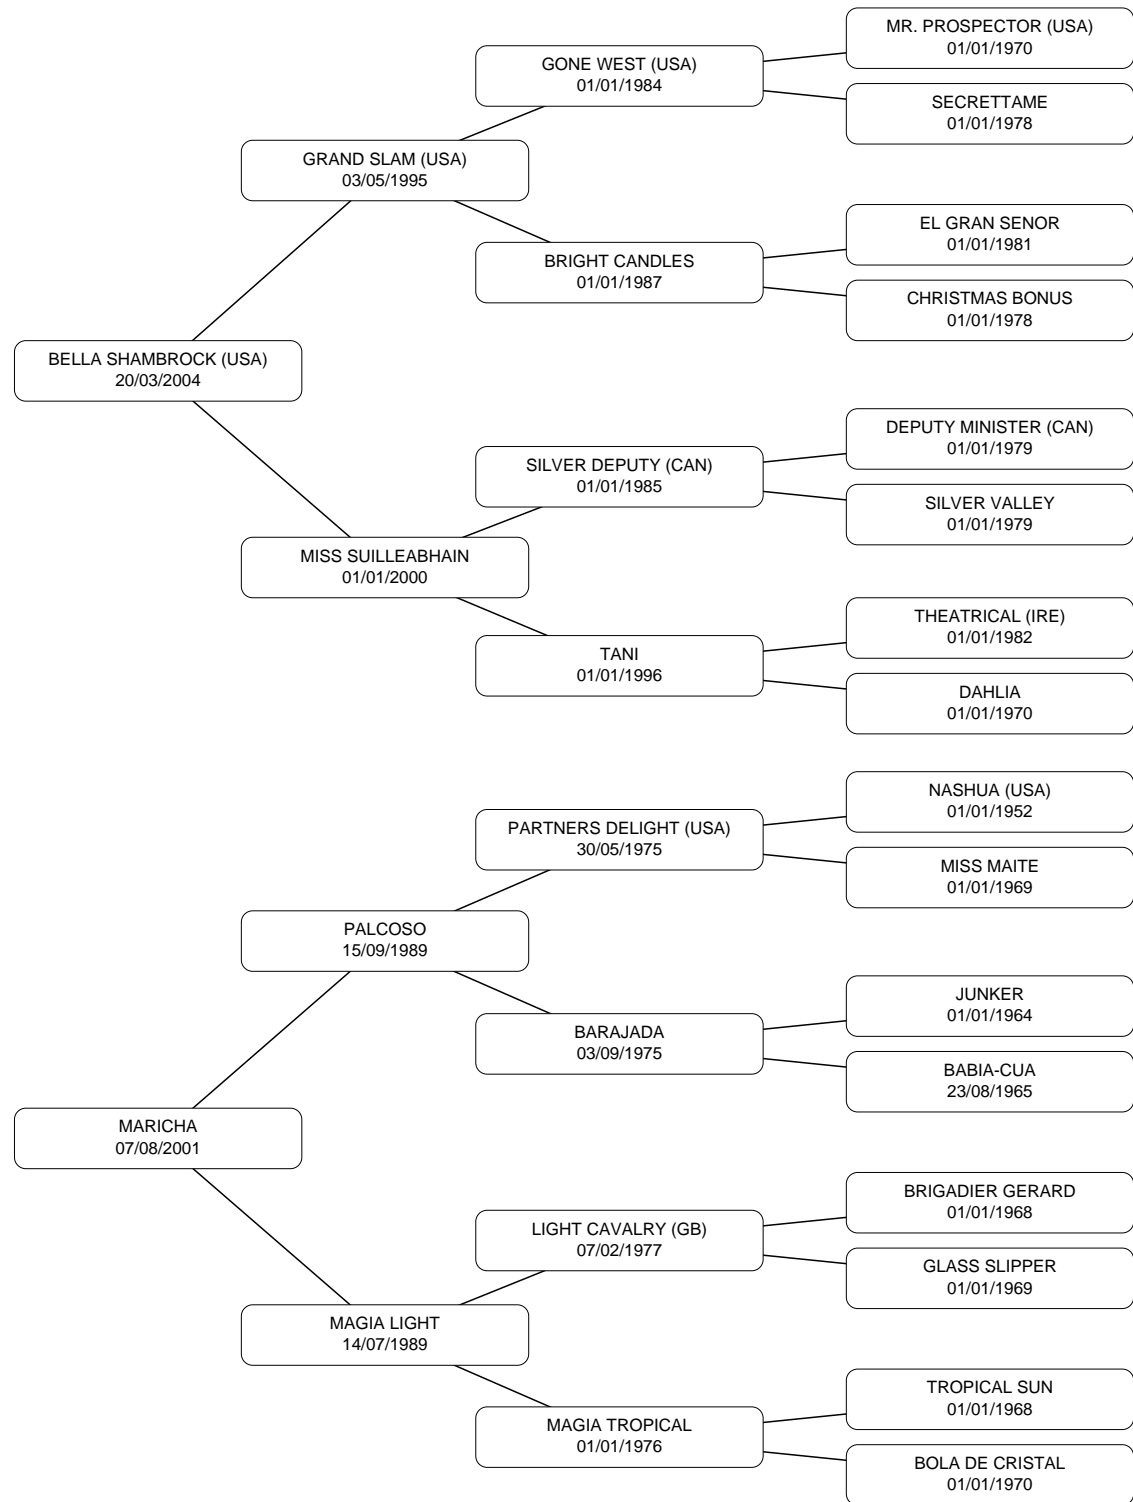 MR. PROSPECTOR (USA)
01/01/1970
GONE WEST (USA)
01/01/1984
SECRETTAME
01/01/1978
GRAND SLAM (USA)
03/05/1995
EL GRAN SENOR
01/01/1981
BRIGHT CANDLES
01/01/1987
CHRISTMAS BONUS
01/01/1978
BELLA SHAMBROCK (USA)
20/03/2004
DEPUTY MINISTER (CAN)
01/01/1979
SILVER DEPUTY (CAN)
01/01/1985
SILVER VALLEY
01/01/1979
MISS SUILLEABHAIN
01/01/2000
THEATRICAL (IRE)
01/01/1982
TANI
01/01/1996
DAHLIA
01/01/1970
NASHUA (USA)
01/01/1952
PARTNERS DELIGHT (USA)
30/05/1975
MISS MAITE
01/01/1969
PALCOSO
15/09/1989
JUNKER
01/01/1964
BARAJADA
03/09/1975
BABIA-CUA
23/08/1965
MARICHA
07/08/2001
BRIGADIER GERARD
01/01/1968
LIGHT CAVALRY (GB)
07/02/1977
GLASS SLIPPER
01/01/1969
MAGIA LIGHT
14/07/1989
TROPICAL SUN
01/01/1968
MAGIA TROPICAL
01/01/1976
BOLA DE CRISTAL
01/01/1970